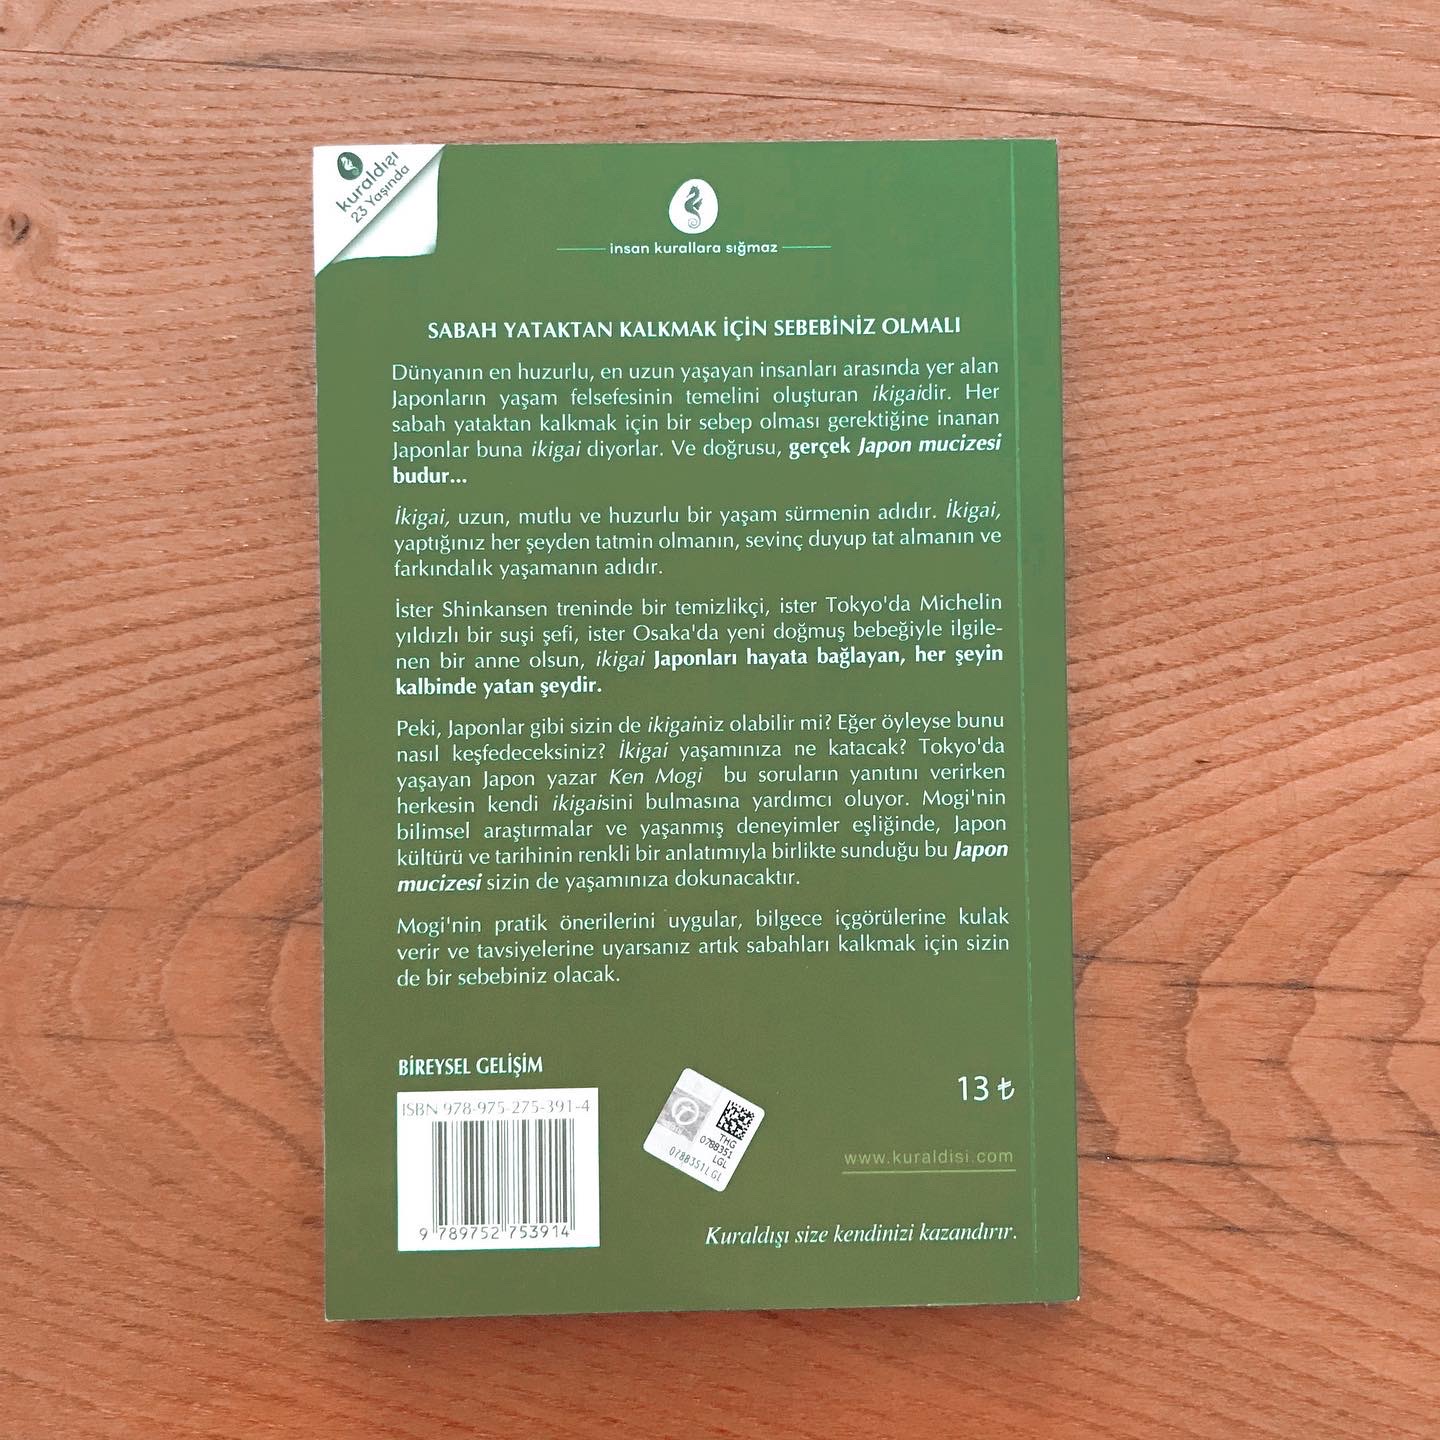 kuraldışı
23 Yaşında
insan kurallara sığmaz
SABAH YATAKTAN KALKMAK İÇİN SEBEBİNİZ OLMALI
Dünyanın en huzurlu, en uzun yaşayan insanları arasında yer alan
Japonların yaşam felsefesinin temelini oluşturan ikigaidir. Her
sabah yataktan kalkmak için bir sebep olması gerektiğine inanan
Japonlar buna ikigai diyorlar. Ve doğrusu, gerçek Japon mucizesi
budur...
İkigai, uzun, mutlu ve huzurlu bir yaşam sürmenin adıdır. İkigai,
yaptığınız her şeyden tatmin olmanın, sevinç duyup tat almanın ve
farkındalık yaşamanın adıdır.
İster Shinkansen treninde bir temizlikçi, ister Tokyo'da Michelin
yıldızlı bir suşi şefi, ister Osaka'da yeni doğmuş bebeğiyle ilgile-
nen bir anne olsun, ikigai Japonları hayata bağlayan, her şeyin
kalbinde yatan şeydir.
Peki, Japonlar gibi sizin de ikigainiz olabilir mi? Eğer öyleyse bunu
nasıl keşfedeceksiniz? İkigai yaşamınıza ne katacak? Tokyo'da
yaşayan Japon yazar Ken Mogi bu soruların yanıtını verirken
herkesin kendi ikigaisini bulmasına yardımcı oluyor. Mogi'nin
bilimsel araştırmalar ve yaşanmış deneyimler eşliğinde, Japon
kültürü ve tarihinin renkli bir anlatımıyla birlikte sunduğu bu Japon
mucizesi sizin de yaşamınıza dokunacaktır.
Mogi'nin pratik önerilerini uygular, bilgece içgörülerine kulak
verir ve tavsiyelerine uyarsanız artık sabahları kalkmak için sizin
de bir sebebiniz olacak.
BİREYSEL GELİŞİM
ISBN 978-975-275-391-4
9 789752 753914
THG
0788351
LGL
0788351LGL
13 ₺
www.kuraldisi.com
Kuraldışı size kendinizi kazandırır.